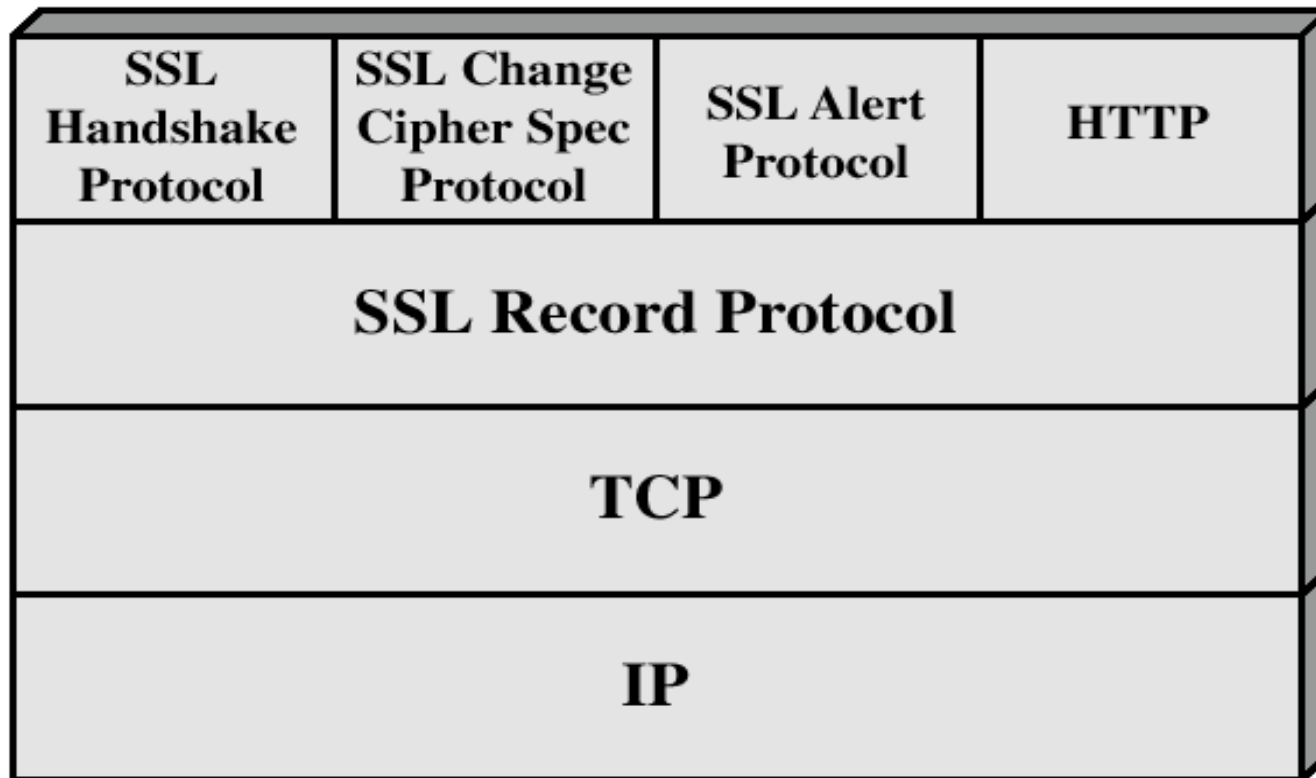 SSL
Handshake
Protocol
SSL Change
Cipher Spec
Protocol
SSL Alert
Protocol
HTTP
SSL Record Protocol
TCP
IP